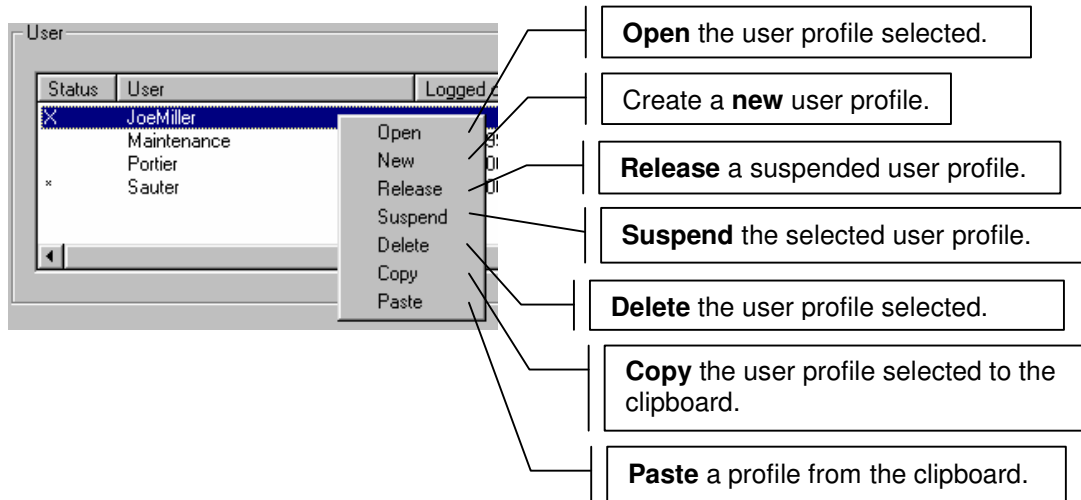 User
Status User Logged
X JoeMiller
Maintenance
Portier
* Sauter
Open
New
Release
Suspend
Delete
Copy
Paste
Open the user profile selected.
Create a new user profile.
Release a suspended user profile.
Suspend the selected user profile.
Delete the user profile selected.
Copy the user profile selected to the
clipboard.
Paste a profile from the clipboard.